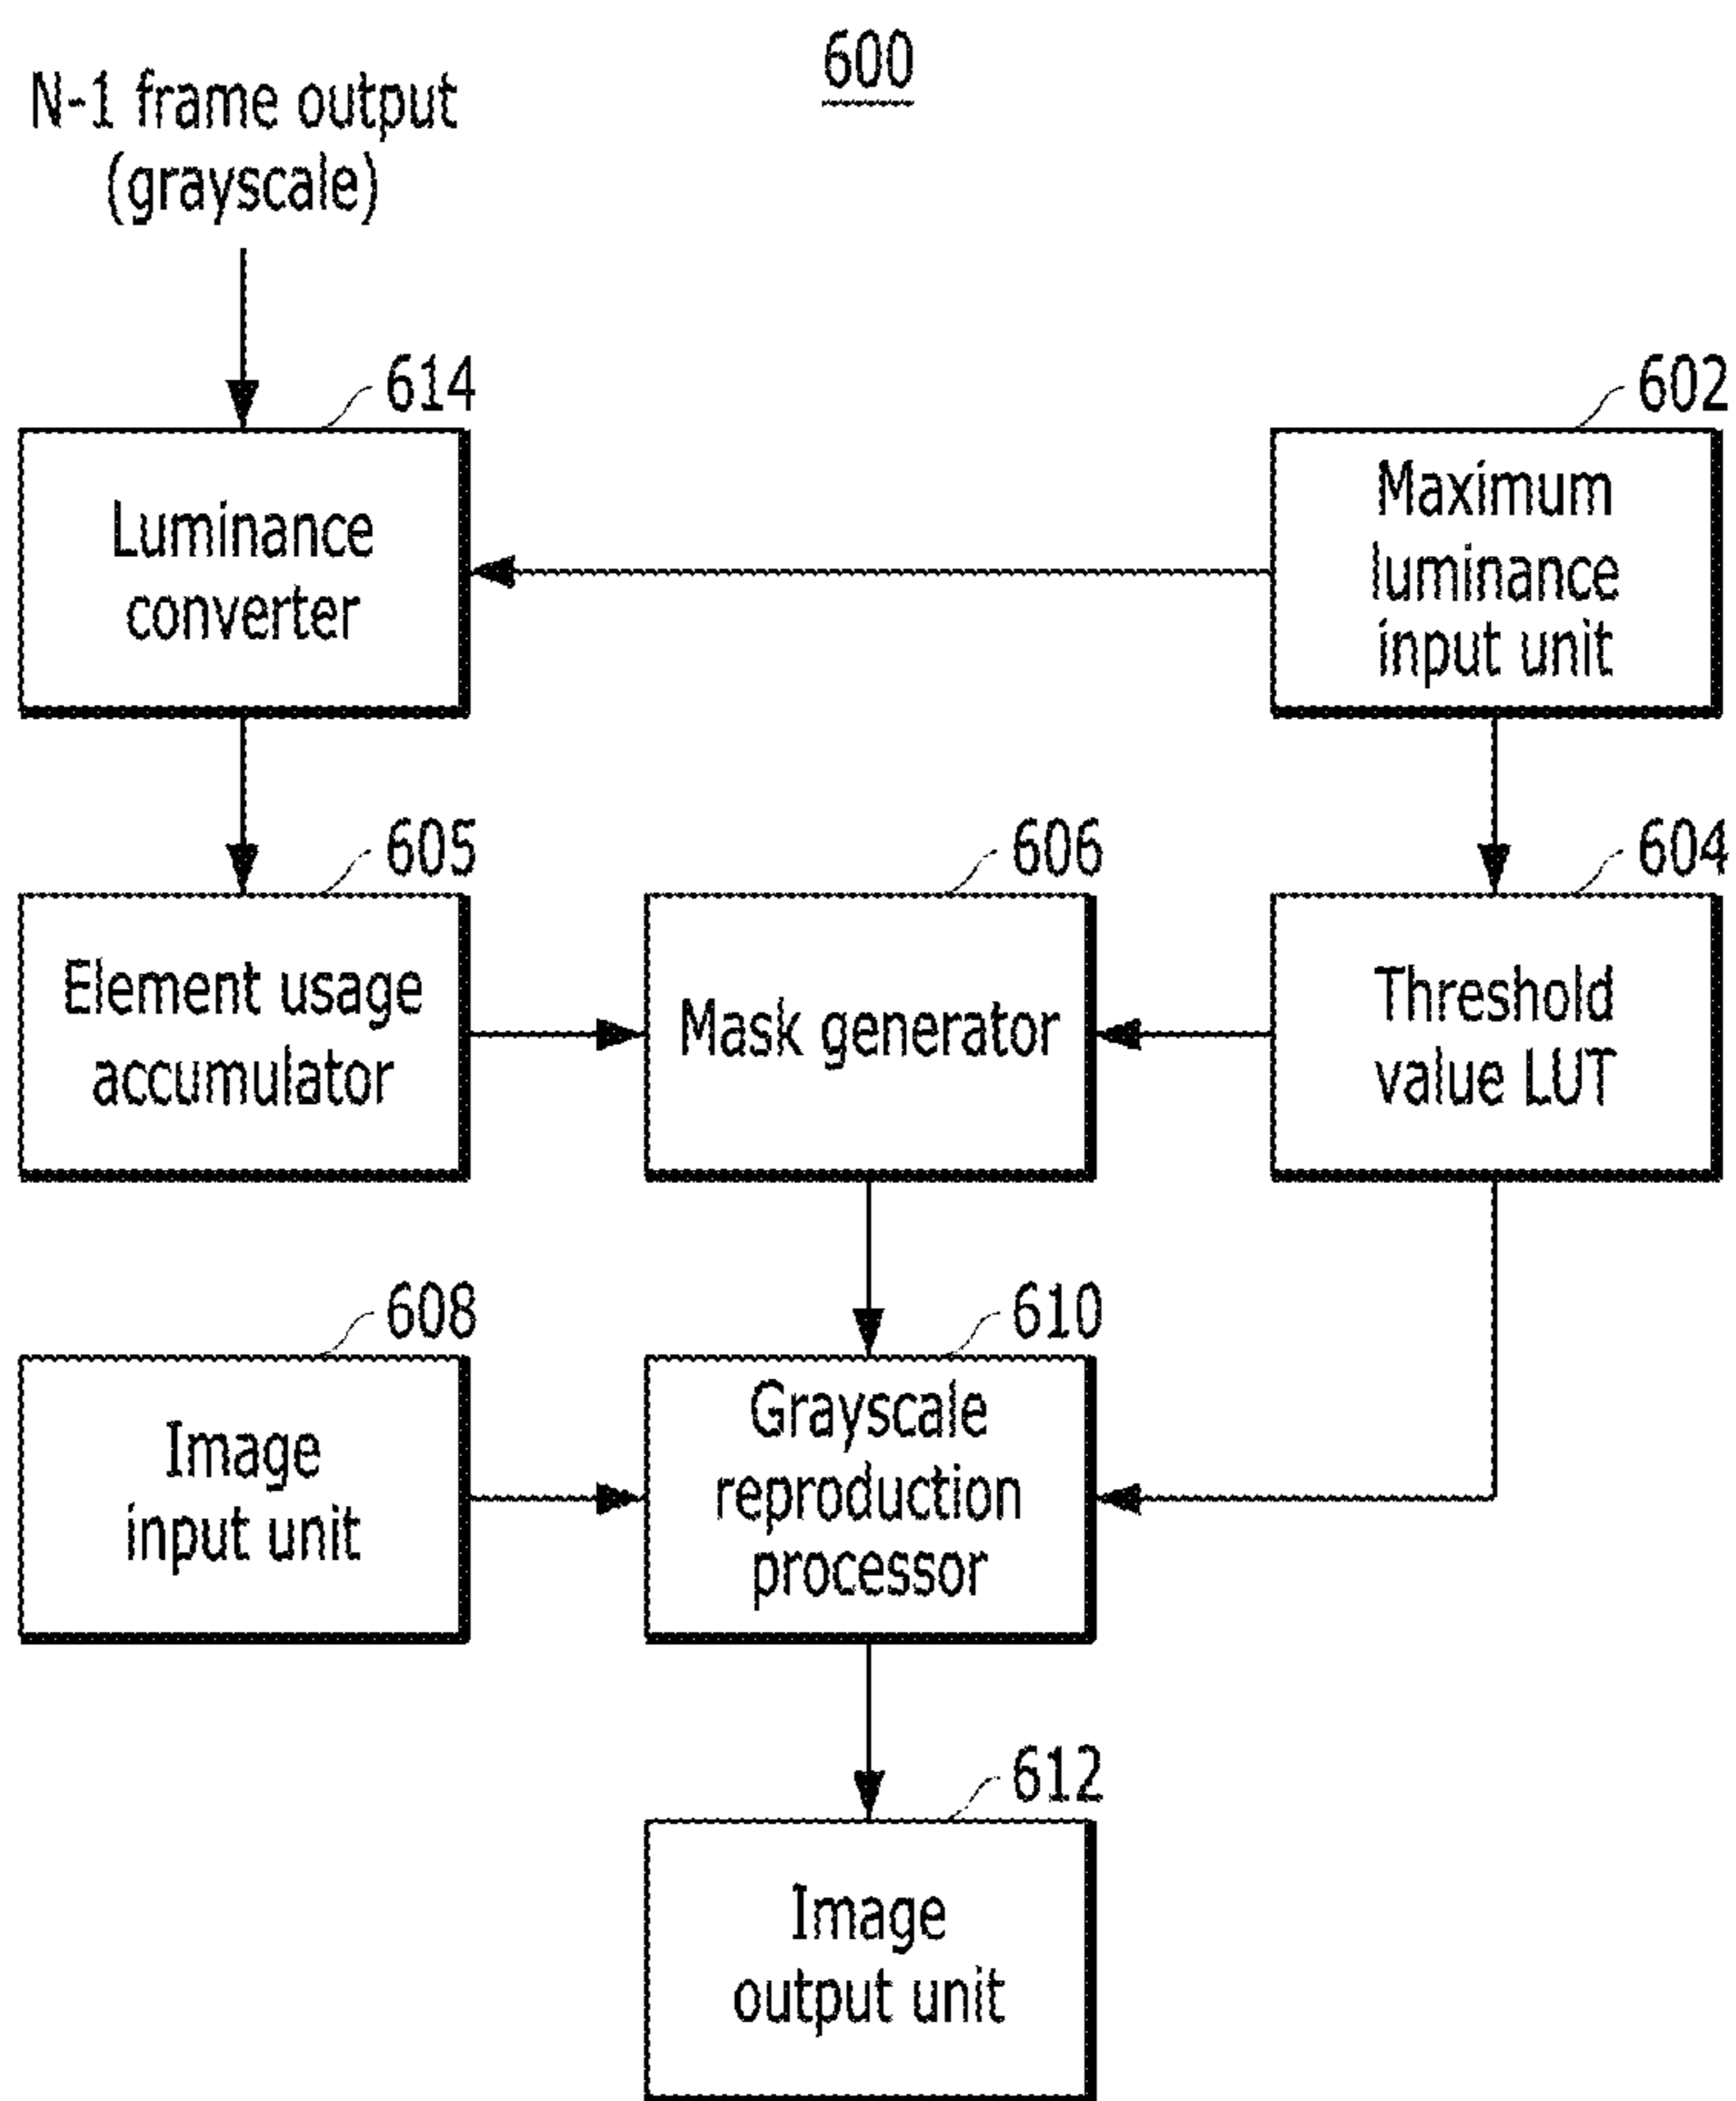 600
N-1 frame output
(grayscale)
614
Luminance
converter
602
Maximum
luminance
input unit
605
Element usage
accumulator
606
Mask generator
604
Threshold
value LUT
608
Image
input unit
610
Grayscale
reproduction
processor
612
Image
output unit